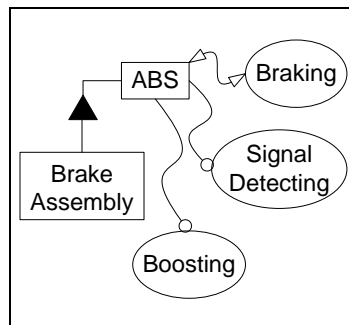 ABS
Braking
Signal
Detecting
Brake
Assembly
Boosting